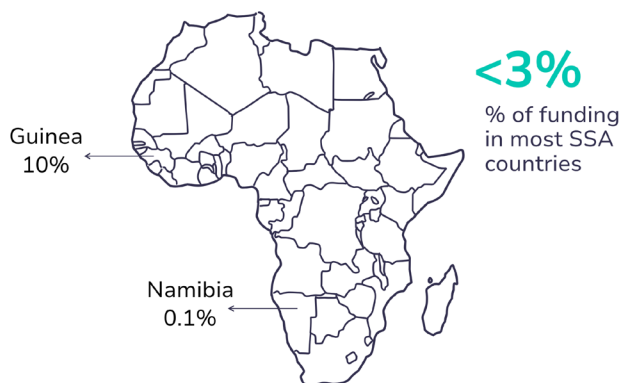 <3%
% of funding
in most SSA
countries
Guinea
10%
Namibia
0.1%